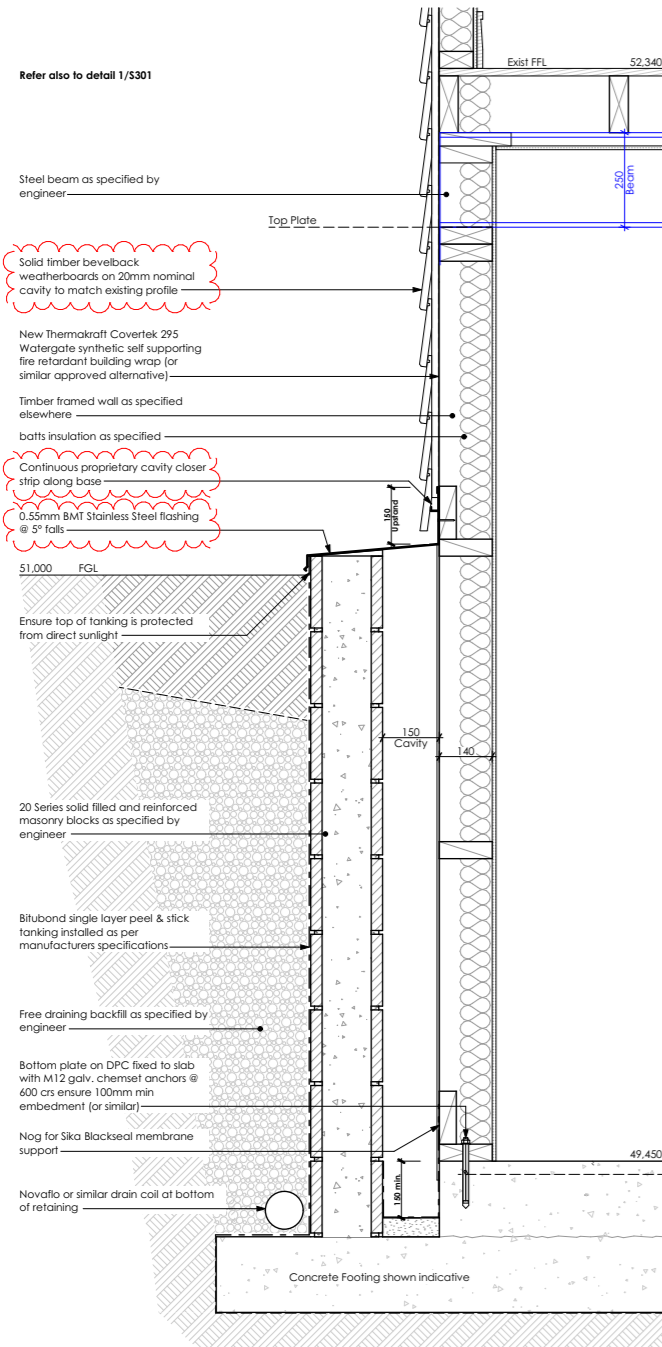 Refer also to detail 1/S301
Exist FFL
52,340
Steel beam as specified by
engineer
250
Beam
Top Plate
Solid timber bevelback
weatherboards on 20mm nominal
cavity to match existing profile
New Thermakraft Covertek 295
Watergate synthetic self supporting
fire retardant building wrap (or
similar approved alternative)
Timber framed wall as specified
elsewhere
batts insulation as specified
Continuous proprietary cavity closer
strip along base
150
Upstand
0.55mm BMT Stainless Steel flashing
@ 5° falls
51,000
FGL
Ensure top of tanking is protected
from direct sunlight
150
Cavity
140
20 Series solid filled and reinforced
masonry blocks as specified by
engineer
Bitubond single layer peel & stick
tanking installed as per
manufacturers specifications
Free draining backfill as specified by
engineer
Bottom plate on DPC fixed to slab
with M12 galv. chemset anchors @
600 crs ensure 100mm min
embedment (or similar)
Nog for Sika Blackseal membrane
support
49,450
150 min.
Novaflo or similar drain coil at bottom
of retaining
Concrete Footing shown indicative